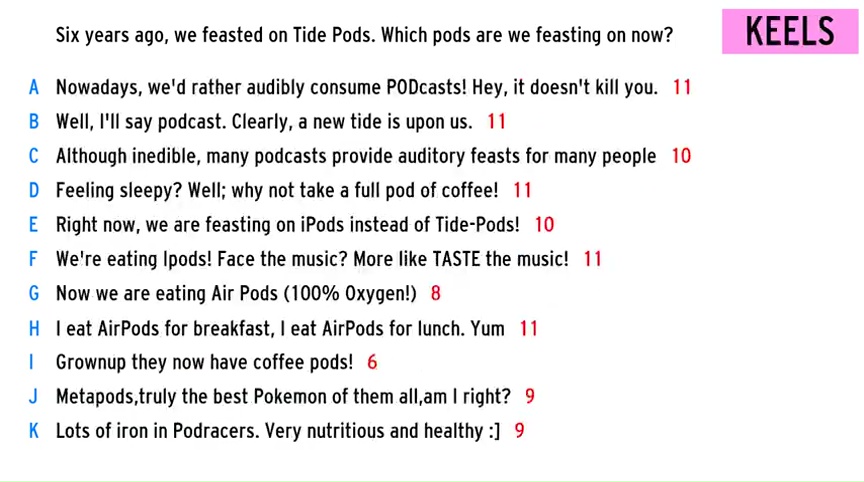 Six years ago, we feasted on Tide Pods. Which pods are we feasting on now?
KEELS
A Nowadays, we'd rather audibly consume PODcasts! Hey, it doesn't kill you. 11
B Well, I'll say podcast. Clearly, a new tide is upon us. 11
C Although inedible, many podcasts provide auditory feasts for many people 10
D Feeling sleepy? Well; why not take a full pod of coffee! 11
E Right now, we are feasting on iPods instead of Tide-Pods! 10
F We're eating Ipods! Face the music? More like TASTE the music! 11
G Now we are eating Air Pods (100% Oxygen!) 8
H I eat AirPods for breakfast, I eat AirPods for lunch. Yum 11
I Grownup they now have coffee pods! 6
J Metapods,truly the best Pokemon of them all,am I right? 9
K Lots of iron in Podracers. Very nutritious and healthy :] 9